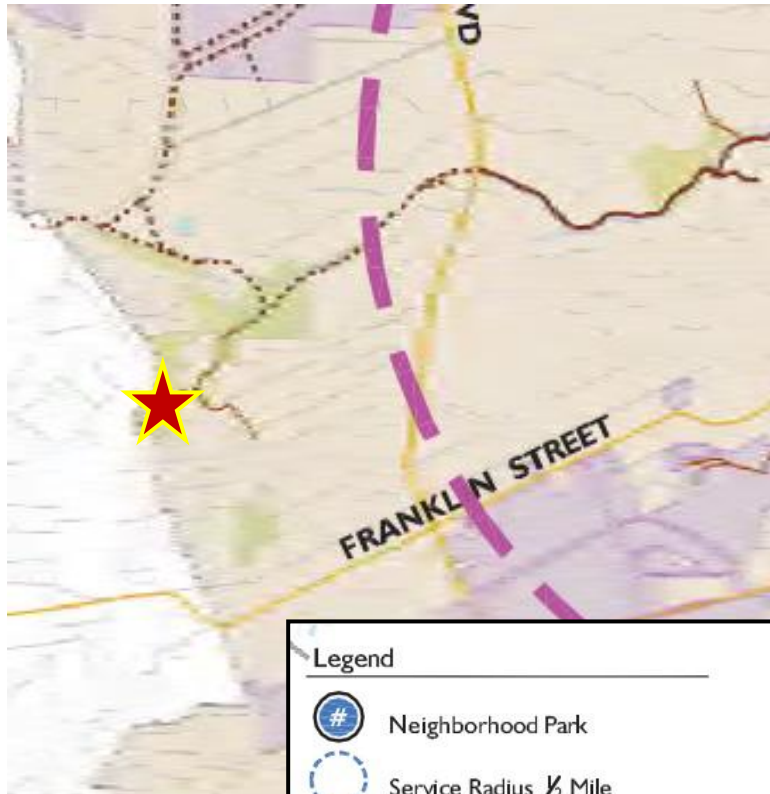 VD
FRANKLIN STREET
Legend
#
Neighborhood Park
Service Radius ½ Mile